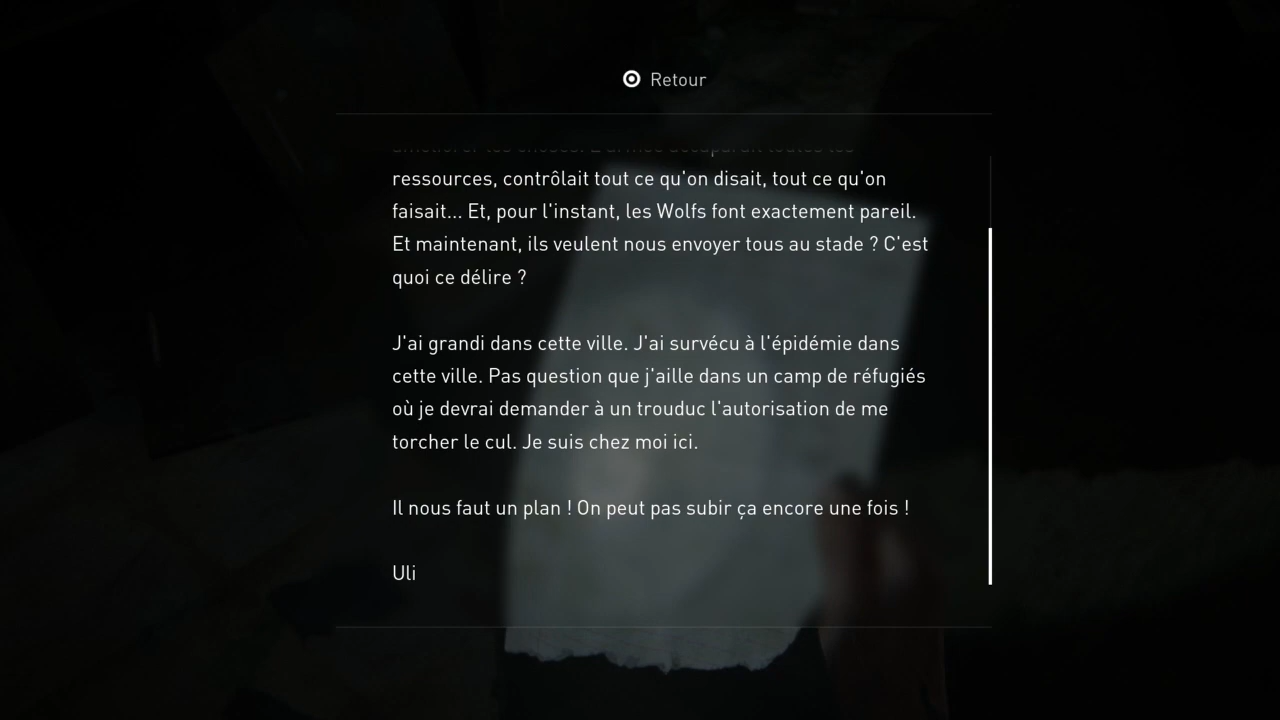 Retour
ressources, contrôlait tout ce qu'on disait, tout ce qu'on
faisait... Et, pour l'instant, les Wolfs font exactement pareil.
Et maintenant, ils veulent nous envoyer tous au stade ? C'est
quoi ce délire ?
J'ai grandi dans cette ville. J'ai survécu à l'épidémie dans
cette ville. Pas question que j'aille dans un camp de réfugiés
où je devrai demander à un trouduc l'autorisation de me
torcher le cul. Je suis chez moi ici.
Il nous faut un plan ! On peut pas subir ça encore une fois !
Uli